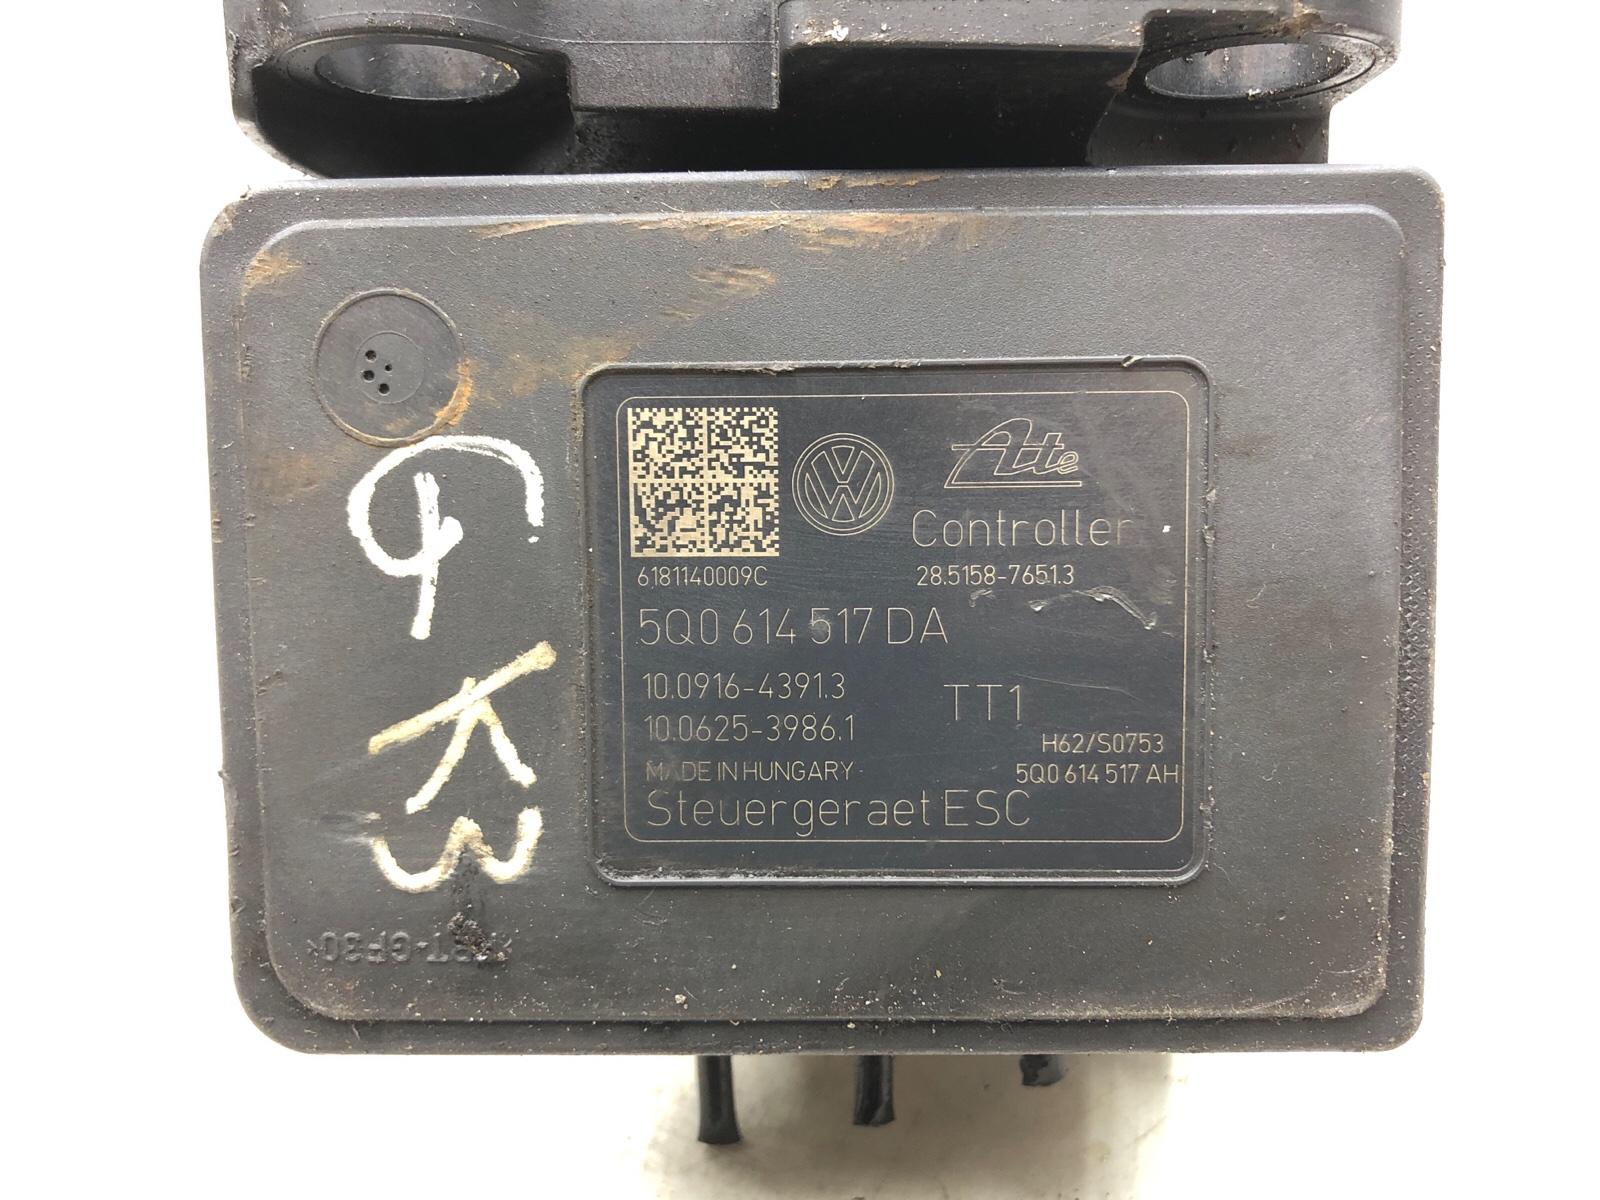 Ate
Controller
6181140009C
28.5158-7651.3
5Q0 614 517 DA
10.0916-4391.3
10.0625-3986.1
TT1
H62/S0753
MADE IN HUNGARY
5Q0 614 517 AH
Steuergeraet ESC
K3